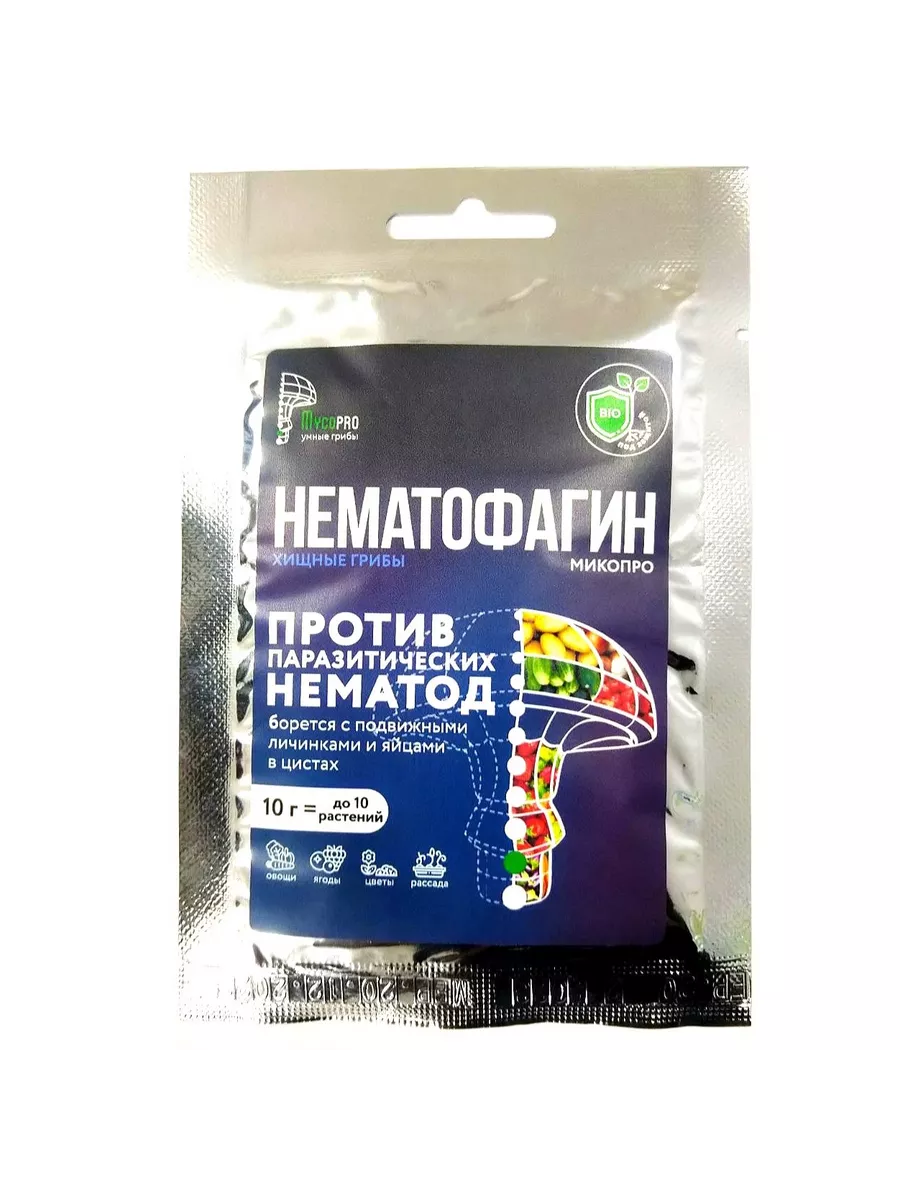 MYCOPRO
умные грибы
BIO
НЕМАТОФАГИН
ХИЩНЫЕ ГРИБЫ
МИКОПРО
ПРОТИВ
ПАРАЗИТИЧЕСКИХ
НЕМАТОД
борется с подвижными
личинками и яйцами
в цистах
10 г = до 10
растений
овощи
ягоды
цветы
рассада